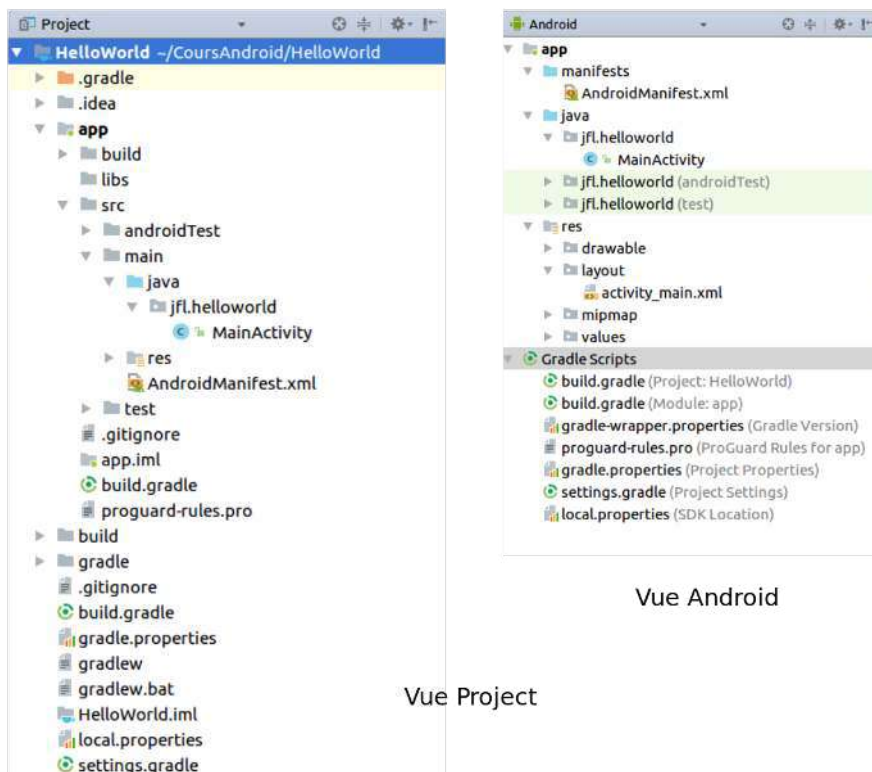 Project
HelloWorld ~/CoursAndroid/HelloWorld
.gradle
.idea
app
build
libs
src
androidTest
main
java
jfl.helloworld
MainActivity
res
AndroidManifest.xml
test
.gitignore
app.iml
build.gradle
proguard-rules.pro
build
gradle
.gitignore
build.gradle
gradle.properties
gradlew
gradlew.bat
HelloWorld.iml
local.properties
settings.gradle
Vue Project
Android
app
manifests
AndroidManifest.xml
java
jfl.helloworld
MainActivity
jfl.helloworld (androidTest)
jfl.helloworld (test)
res
drawable
layout
activity_main.xml
mipmap
values
Gradle Scripts
build.gradle (Project: HelloWorld)
build.gradle (Module: app)
gradle-wrapper.properties (Gradle Version)
proguard-rules.pro (ProGuard Rules for app)
gradle.properties (Project Properties)
settings.gradle (Project Settings)
local.properties (SDK Location)
Vue Android